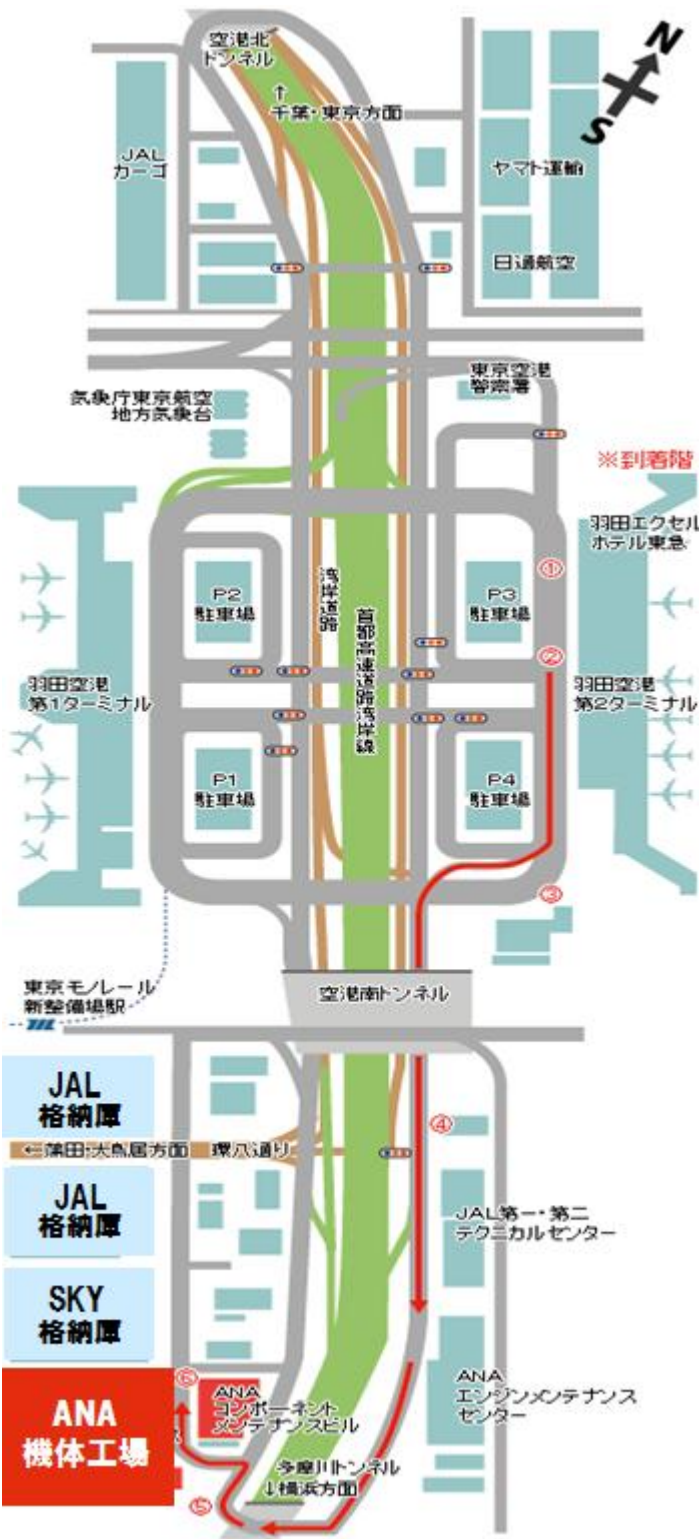 空港北
トンネル
N
S
↑
千葉・東京方面
JAL
カーゴ
ヤマト運輸
日通航空
東京空港
警察署
気象庁東京航空
地方気象台
※到着階
羽田エクセル
ホテル東急
①
P2
駐車場
湾岸道路
首都高速道路湾岸線
P3
駐車場
②
羽田空港
第1ターミナル
羽田空港
第2ターミナル
P1
駐車場
P4
駐車場
③
東京モノレール
新整備場駅
空港南トンネル
JAL
格納庫
④
←蒲田・大鳥居方面
環八通り
JAL
格納庫
JAL第一・第二
テクニカルセンター
SKY
格納庫
⑥
ANA
コンポーネント
メンテナンスビル
ANA
エンジンメンテナンス
センター
ANA
機体工場
多摩川トンネル
↓横浜方面
⑤